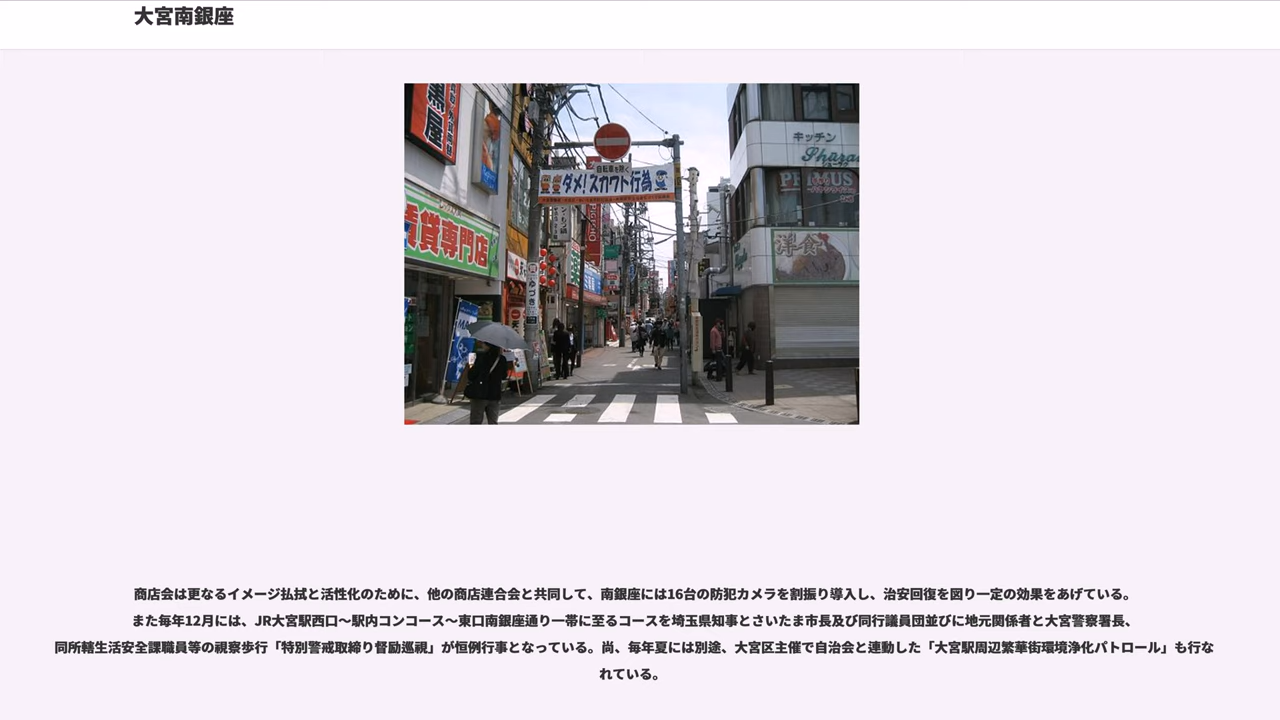 大宮南銀座
黒屋
キッチン
自転車を除く
ダメ!スカウト行為
賃貸専門店
洋食
商店会は更なるイメージ払拭と活性化のために、他の商店連合会と共同して、南銀座には16台の防犯カメラを割振り導入し、治安回復を図り一定の効果をあげている。
また毎年12月には、JR大宮駅西口〜駅内コンコース〜東口南銀座通り一帯に至るコースを埼玉県知事とさいたま市長及び同行議員団並びに地元関係者と大宮警察署長、
同所轄生活安全課職員等の視察歩行「特別警戒取締り督励巡視」が恒例行事となっている。尚、毎年夏には別途、大宮区主催で自治会と連動した「大宮駅周辺繁華街環境浄化パトロール」も行な
れている。